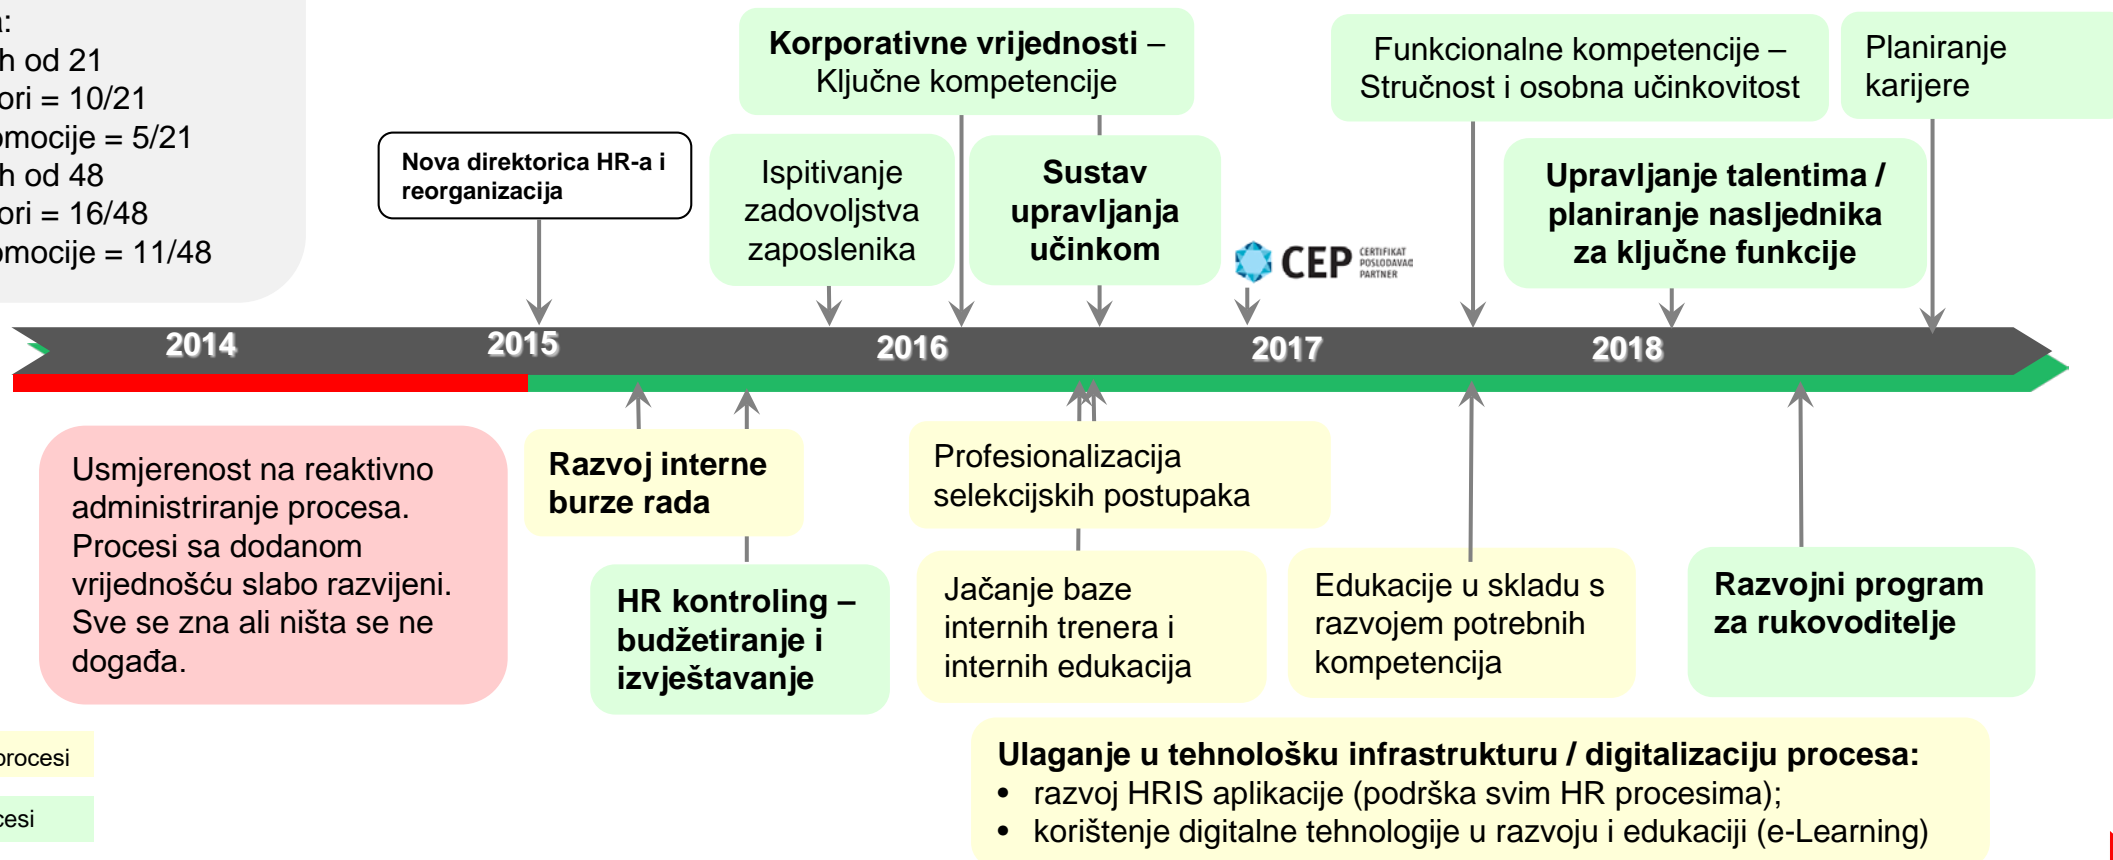 a:
h od 21
ori = 10/21
omocije = 5/21
h od 48
ori = 16/48
omocije = 11/48
Nova direktorica HR-a i
reorganizacija
Korporativne vrijednosti –
Ključne kompetencije
Ispitivanje
zadovoljstva
zaposlenika
Sustav
upravljanja
učinkom
CEP
CERTIFIKAT
POSLODAVAC
PARTNER
Funkcionalne kompetencije –
Stručnost i osobna učinkovitost
Planiranje
karijere
Upravljanje talentima /
planiranje nasljednika
za ključne funkcije
2014
2015
2016
2017
2018
Usmjerenost na reaktivno
administriranje procesa.
Procesi sa dodanom
vrijednošću slabo razvijeni.
Sve se zna ali ništa se ne
događa.
Razvoj interne
burze rada
HR kontroling –
budžetiranje i
izvještavanje
Profesionalizacija
selekcijskih postupaka
Jačanje baze
internih trenera i
internih edukacija
Edukacije u skladu s
razvojem potrebnih
kompetencija
Razvojni program
za rukovoditelje
procesi
cesi
Ulaganje u tehnološku infrastrukturu / digitalizaciju procesa:
• razvoj HRIS aplikacije (podrška svim HR procesima);
• korištenje digitalne tehnologije u razvoju i edukaciji (e-Learning)